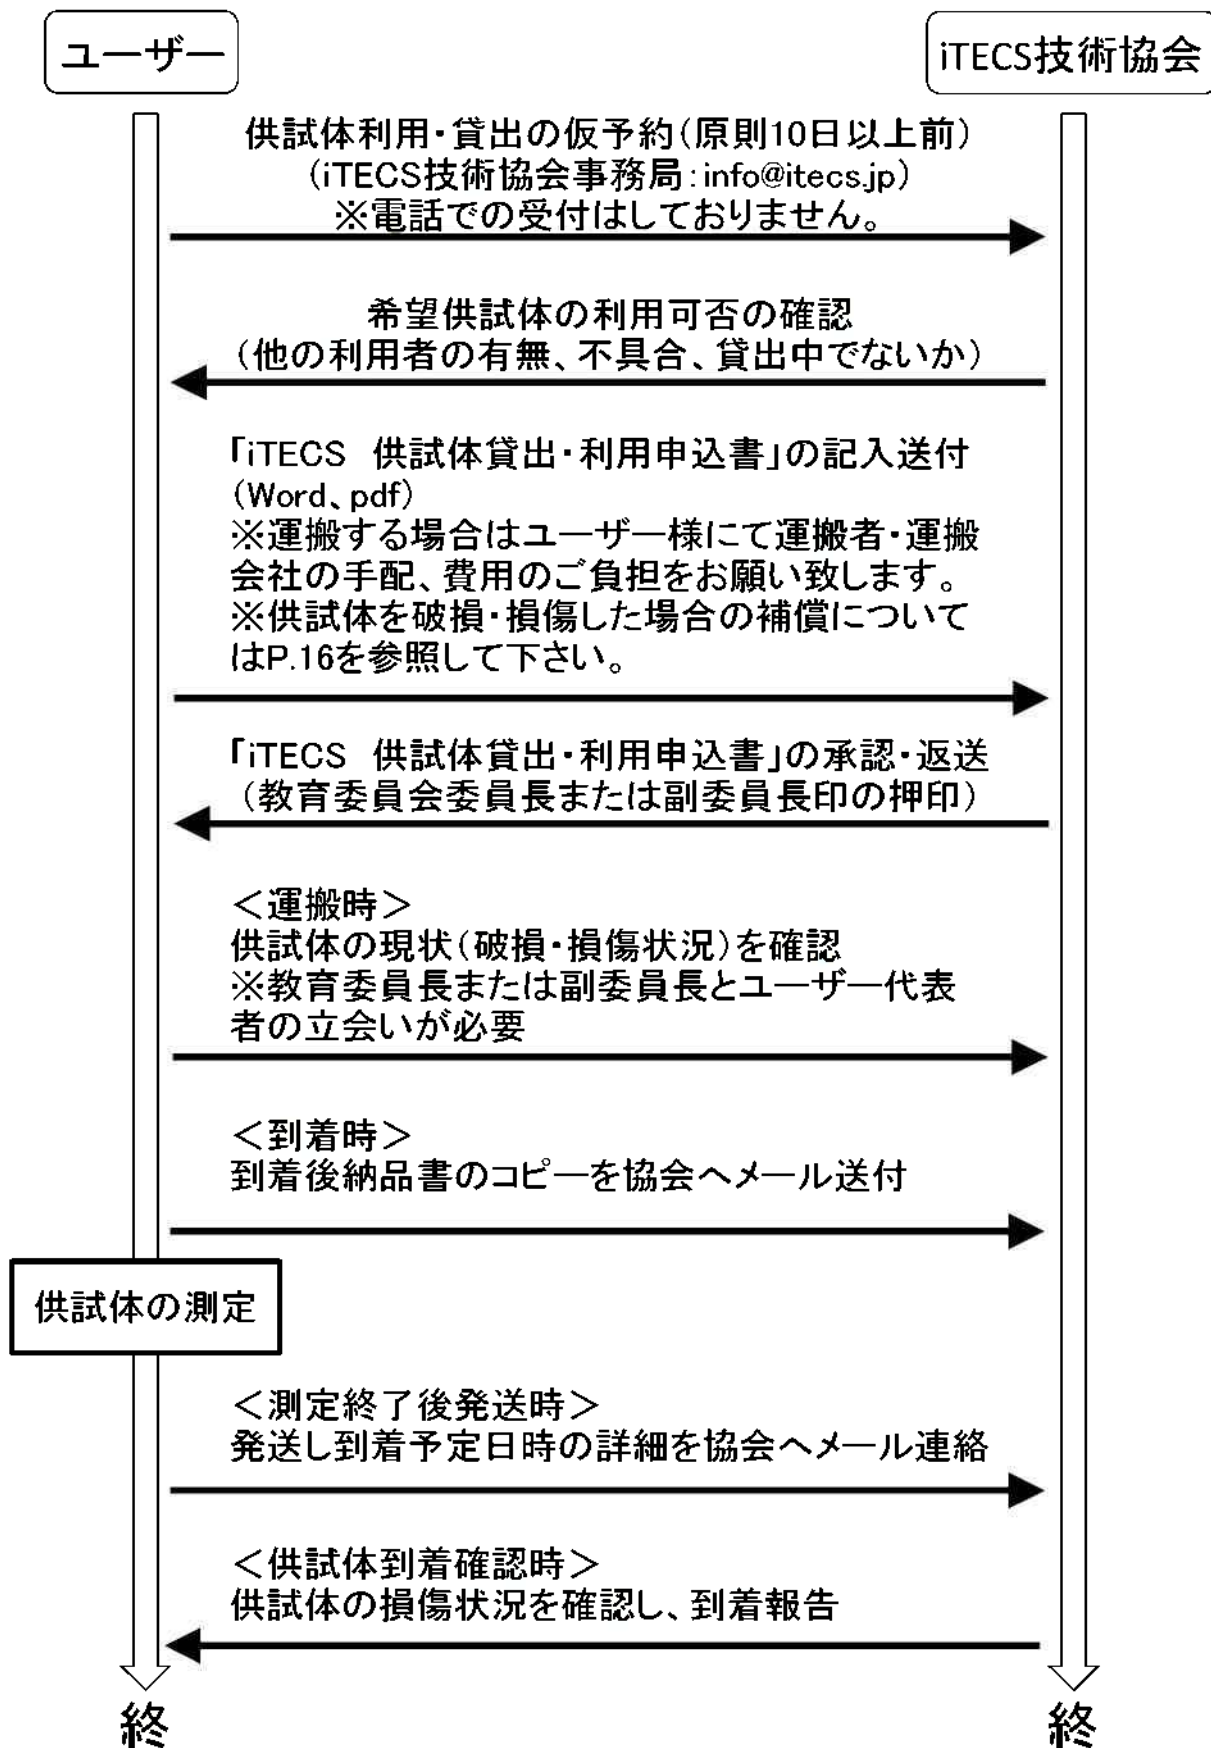 ユーザー
iTECS技術協会
供試体利用・貸出の仮予約(原則10日以上前)
(iTECS技術協会事務局:info@itecs.jp)
※電話での受付はしておりません。
希望供試体の利用可否の確認
(他の利用者の有無、不具合、貸出中でないか)
「iTECS　供試体貸出・利用申込書」の記入送付
(Word、pdf)
※運搬する場合はユーザー様にて運搬者・運搬
会社の手配、費用のご負担をお願い致します。
※供試体を破損・損傷した場合の補償について
はP.16を参照して下さい。
「iTECS　供試体貸出・利用申込書」の承認・返送
(教育委員会委員長または副委員長印の押印)
＜運搬時＞
供試体の現状(破損・損傷状況)を確認
※教育委員長または副委員長とユーザー代表
者の立会いが必要
＜到着時＞
到着後納品書のコピーを協会へメール送付
供試体の測定
＜測定終了後発送時＞
発送し到着予定日時の詳細を協会へメール連絡
＜供試体到着確認時＞
供試体の損傷状況を確認し、到着報告
終
終